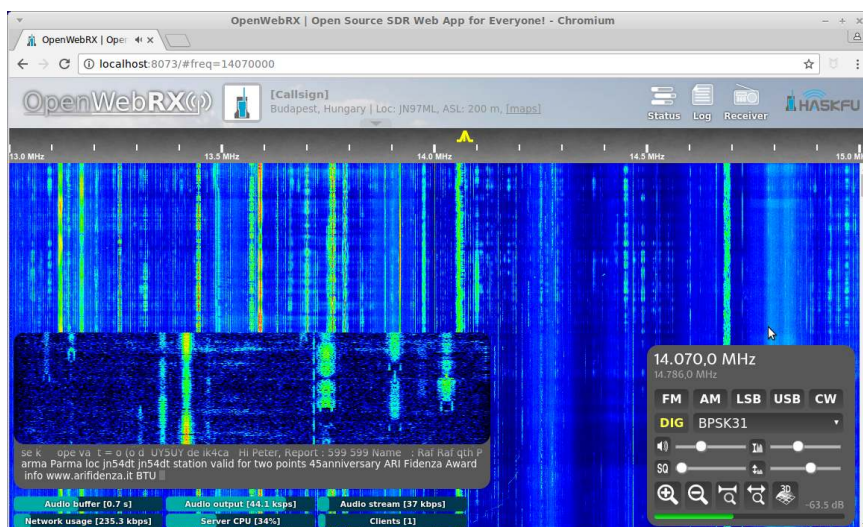 OpenWebRX | Open Source SDR Web App for Everyone! - Chromium
OpenWebRX | Oper
localhost:8073/#freq=14070000
OpenWebRX
[Callsign]
Budapest, Hungary | Loc: JN97ML, ASL: 200 m, [maps]
Status Log Receiver
HA5KFU
13.0 MHz 13.5 MHz 14.0 MHz 14.5 MHz 15.0 M
14.070,0 MHz
14.786,0 MHz
FM AM LSB USB CW
DIG BPSK31
SQ
3D
-63.5 dB
se k ope va t = o (o d UY5UY de ik4ca Hi Peter, Report : 599 599 Name : Raf Raf qth P
arma Parma loc jn54dt jn54dt station valid for two points 45anniversary ARI Fidenza Award
info www.arifidenza.it BTU
Audio buffer [0.7 s] Audio output [44.1 ksps] Audio stream [37 kbps]
Network usage [235.3 kbps] Server CPU [34%] Clients [1]